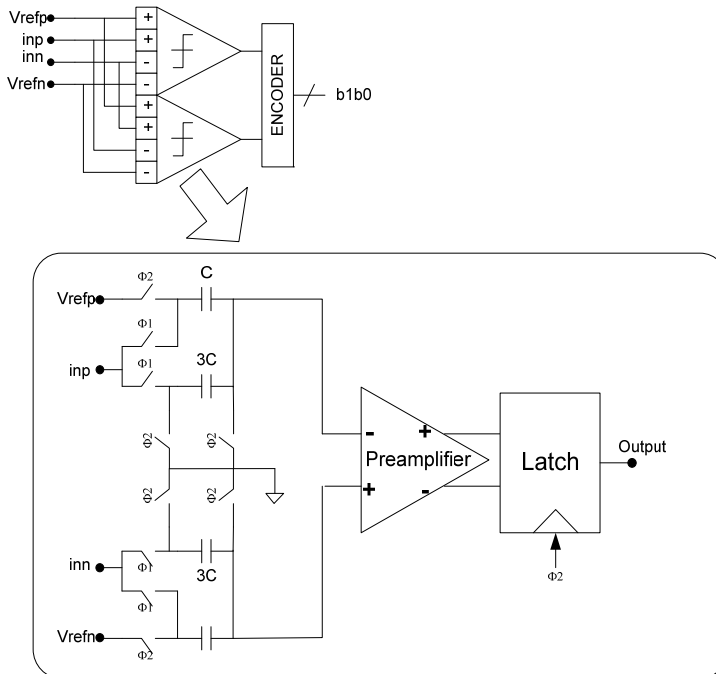 Vrefp
inp
inn
Vrefn
+
+
-
-
+
+
-
-
ENCODER
b1b0
Vrefp
Φ2
C
Φ1
inp
Φ1
3C
Φ2
Φ2
Φ2
Φ2
-
+
Preamplifier
+
-
Latch
Output
Φ2
inn
Φ1
3C
Φ1
Vrefn
Φ2